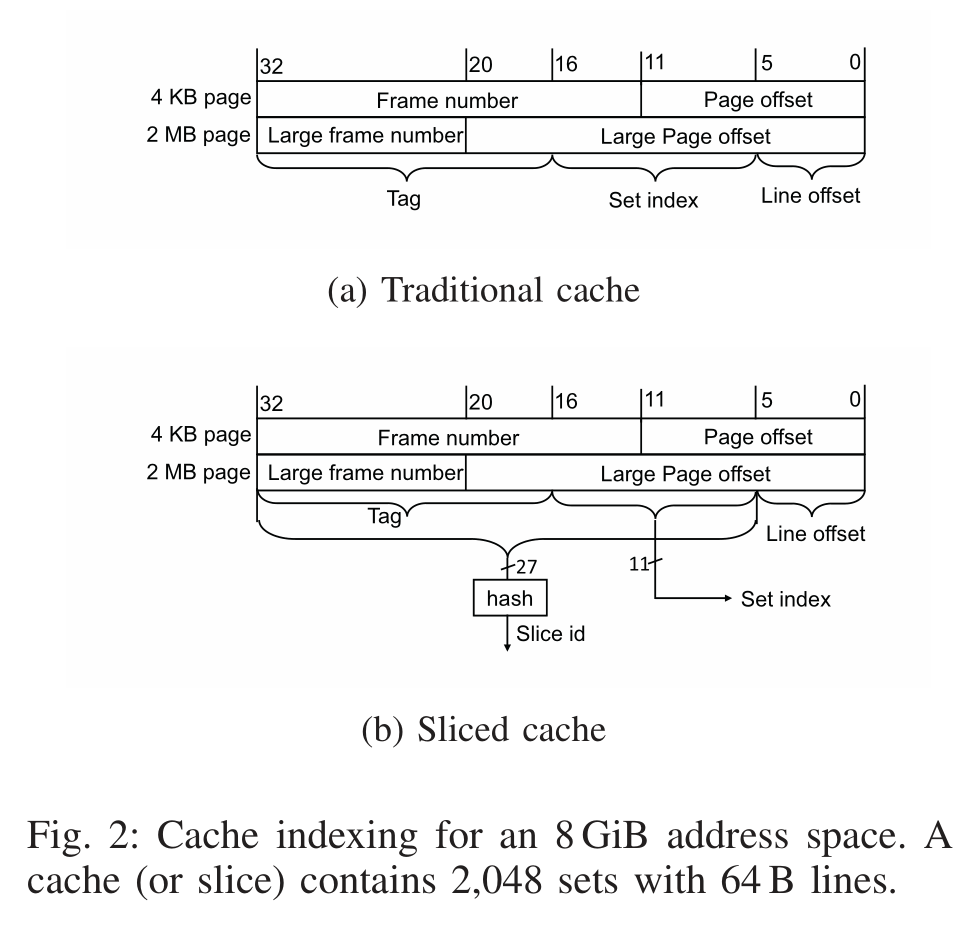 32 20 16 11 5 0
4 KB page Frame number Page offset
2 MB page Large frame number Large Page offset
Tag Set index Line offset
(a) Traditional cache
32 20 16 11 5 0
4 KB page Frame number Page offset
2 MB page Large frame number Large Page offset
Tag Line offset
27 11
hash Set index
Slice id
(b) Sliced cache
Fig. 2: Cache indexing for an 8 GiB address space. A
cache (or slice) contains 2,048 sets with 64 B lines.